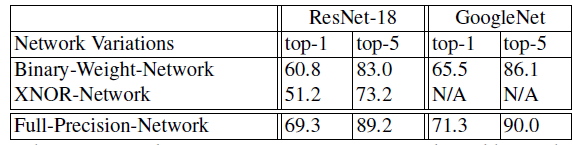 ResNet-18 GoogleNet
Network Variations top-1 top-5 top-1 top-5
Binary-Weight-Network 60.8 83.0 65.5 86.1
XNOR-Network 51.2 73.2 N/A N/A
Full-Precision-Network 69.3 89.2 71.3 90.0